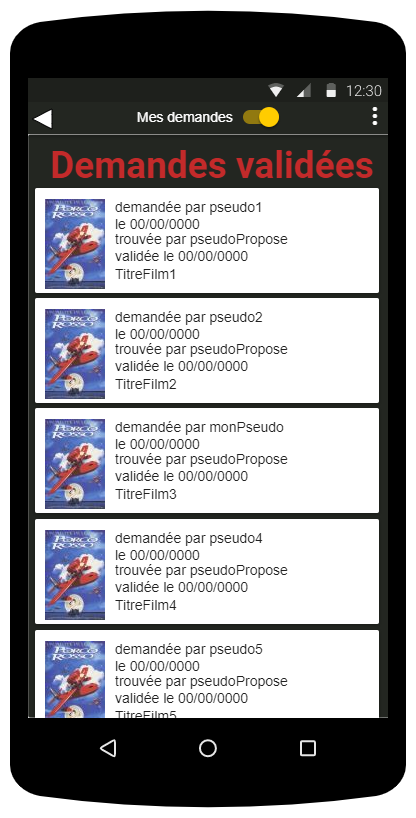 12:30
Mes demandes
Demandes validées
PORCO ROSSO
demandée par pseudo1
le 00/00/0000
trouvée par pseudoPropose
validée le 00/00/0000
TitreFilm1
PORCO ROSSO
demandée par pseudo2
le 00/00/0000
trouvée par pseudoPropose
validée le 00/00/0000
TitreFilm2
PORCO ROSSO
demandée par monPseudo
le 00/00/0000
trouvée par pseudoPropose
validée le 00/00/0000
TitreFilm3
PORCO ROSSO
demandée par pseudo4
le 00/00/0000
trouvée par pseudoPropose
validée le 00/00/0000
TitreFilm4
PORCO ROSSO
demandée par pseudo5
le 00/00/0000
trouvée par pseudoPropose
validée le 00/00/0000
TitreFilm5